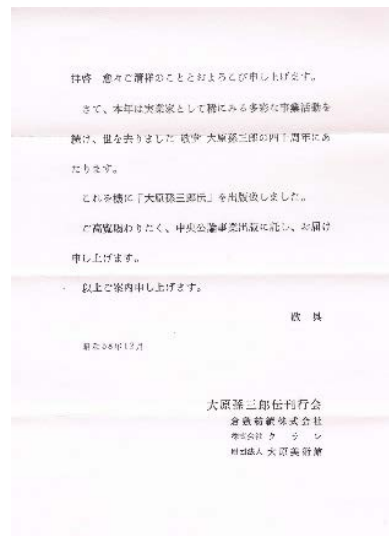 拝啓　愈々ご清祥のこととおよろこび申し上げます。
さて、本年は実業家として稀にみる多彩な事業活動を
続け、世を去りました 敬堂 大原孫三郎の四十周年にあ
たります。
これを機に「大原孫三郎伝」を出版致しました。
ご高覧賜わりたく、中央公論事業出版に託し、お届け
申し上げます。
以上ご案内申し上げます。
敬具
昭和58年12月
大原孫三郎伝刊行会
倉敷紡績株式会社
株式会社 クラレ
財団法人 大原美術館